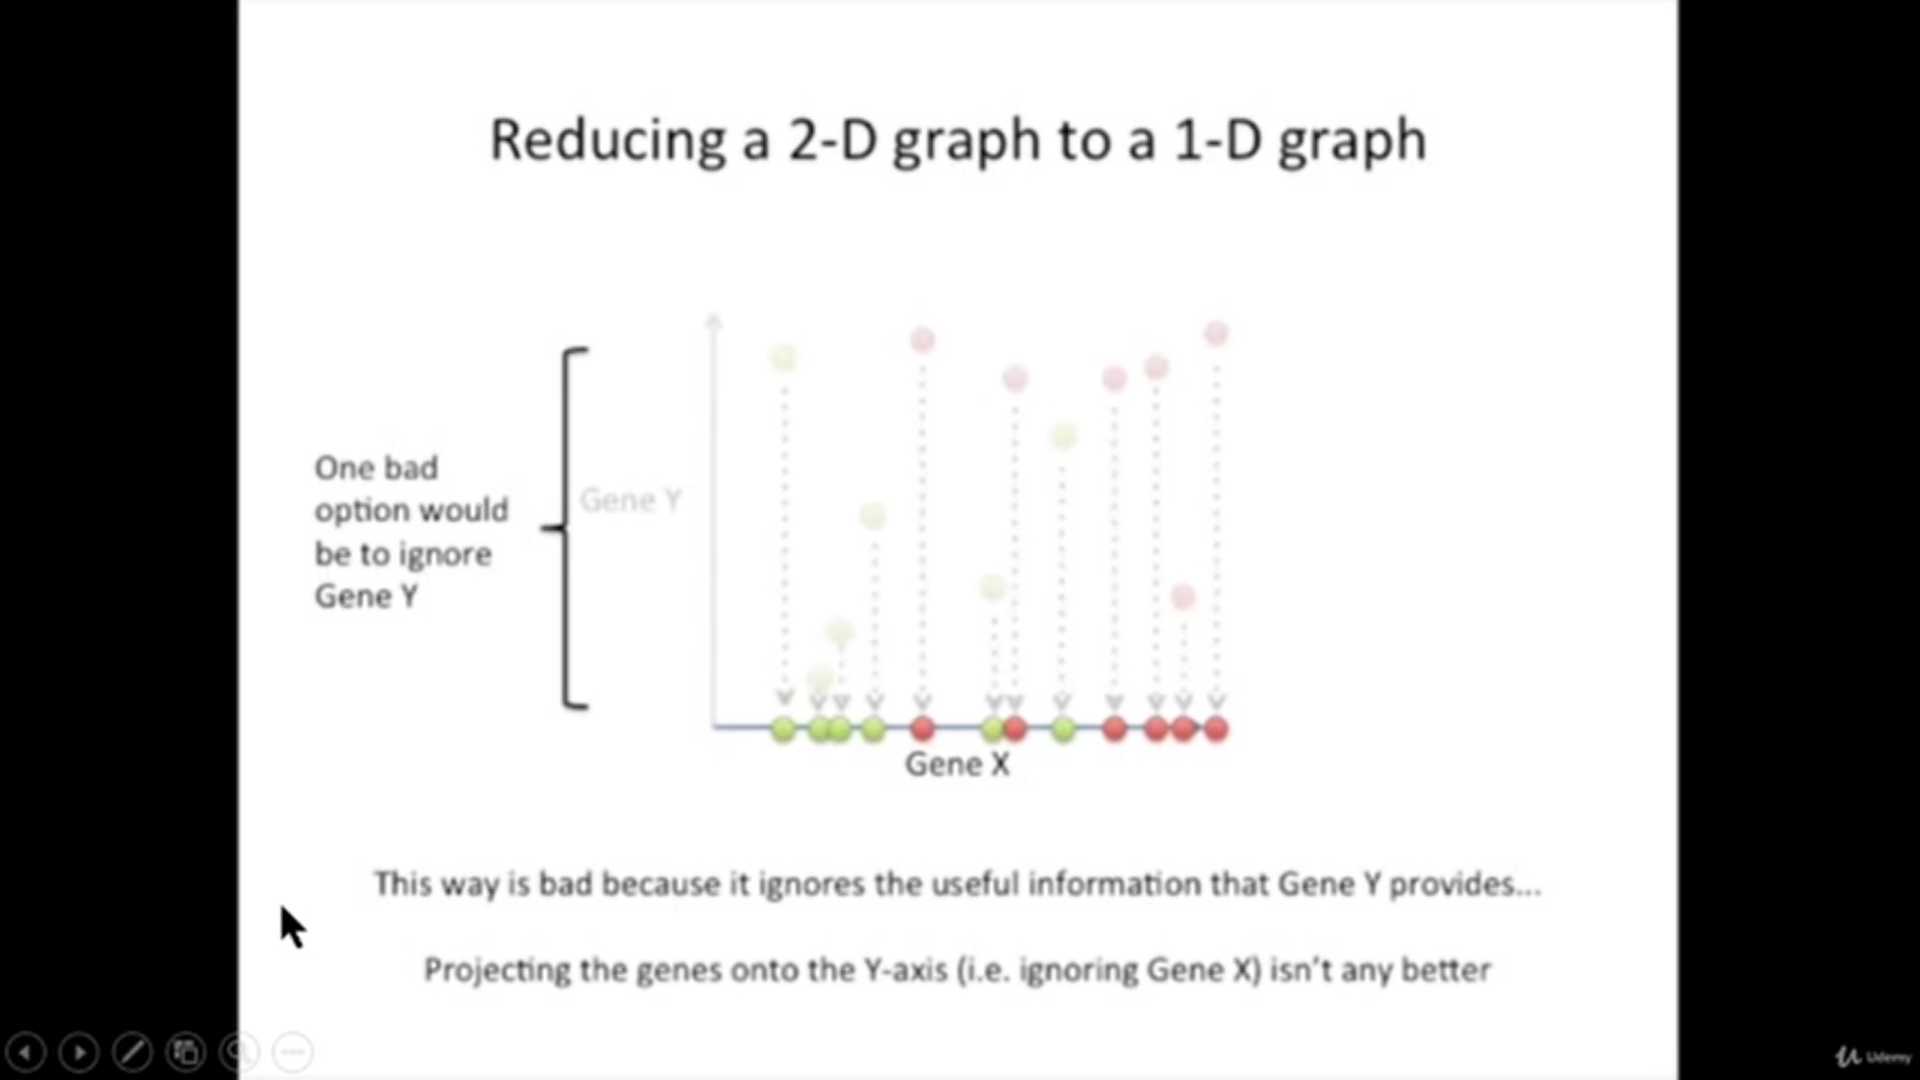 Reducing a 2-D graph to a 1-D graph
One bad
option would
be to ignore
Gene Y
Gene Y
Gene X
This way is bad because it ignores the useful information that Gene Y provides...
Projecting the genes onto the Y-axis (i.e. ignoring Gene X) isn't any better
Udemy